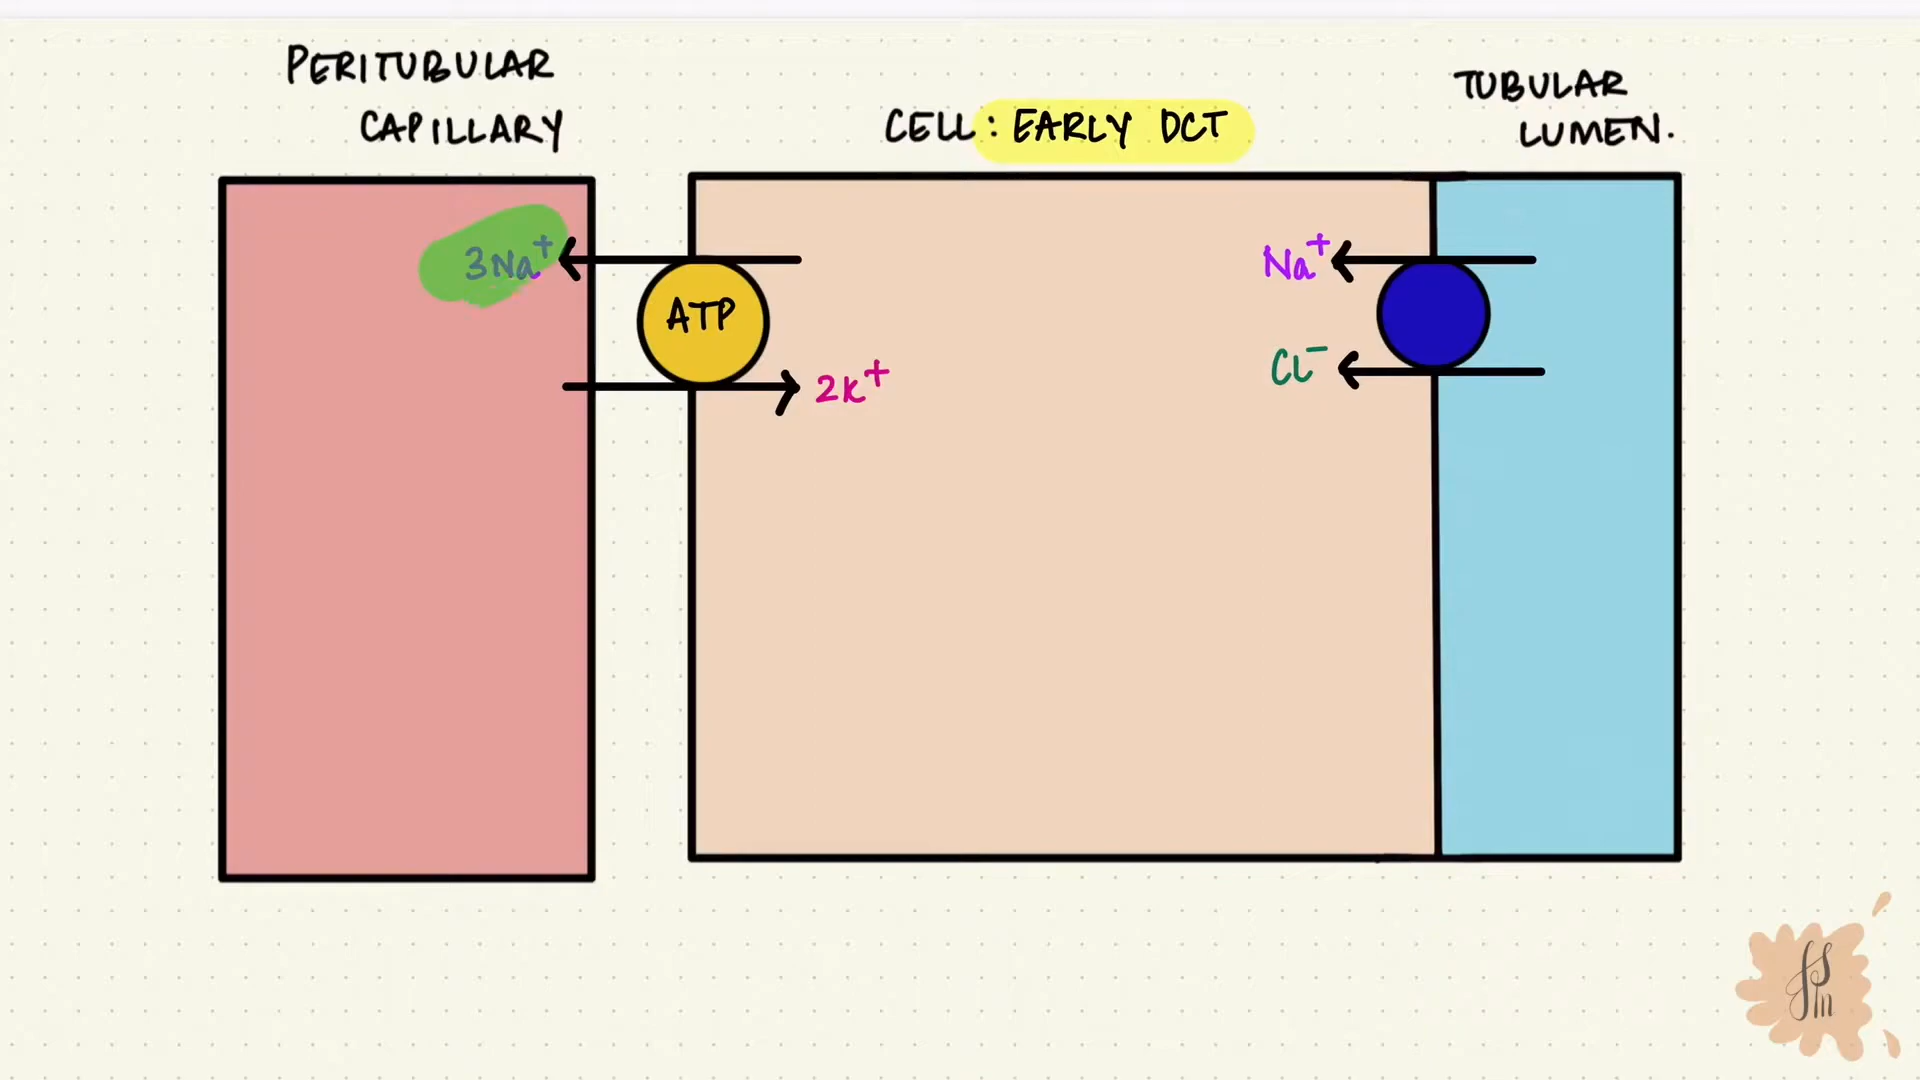 PERITUBULAR
CAPILLARY
CELL: EARLY DCT
TUBULAR
LUMEN.
3Na⁺
ATP
2K⁺
Na⁺
Cl⁻